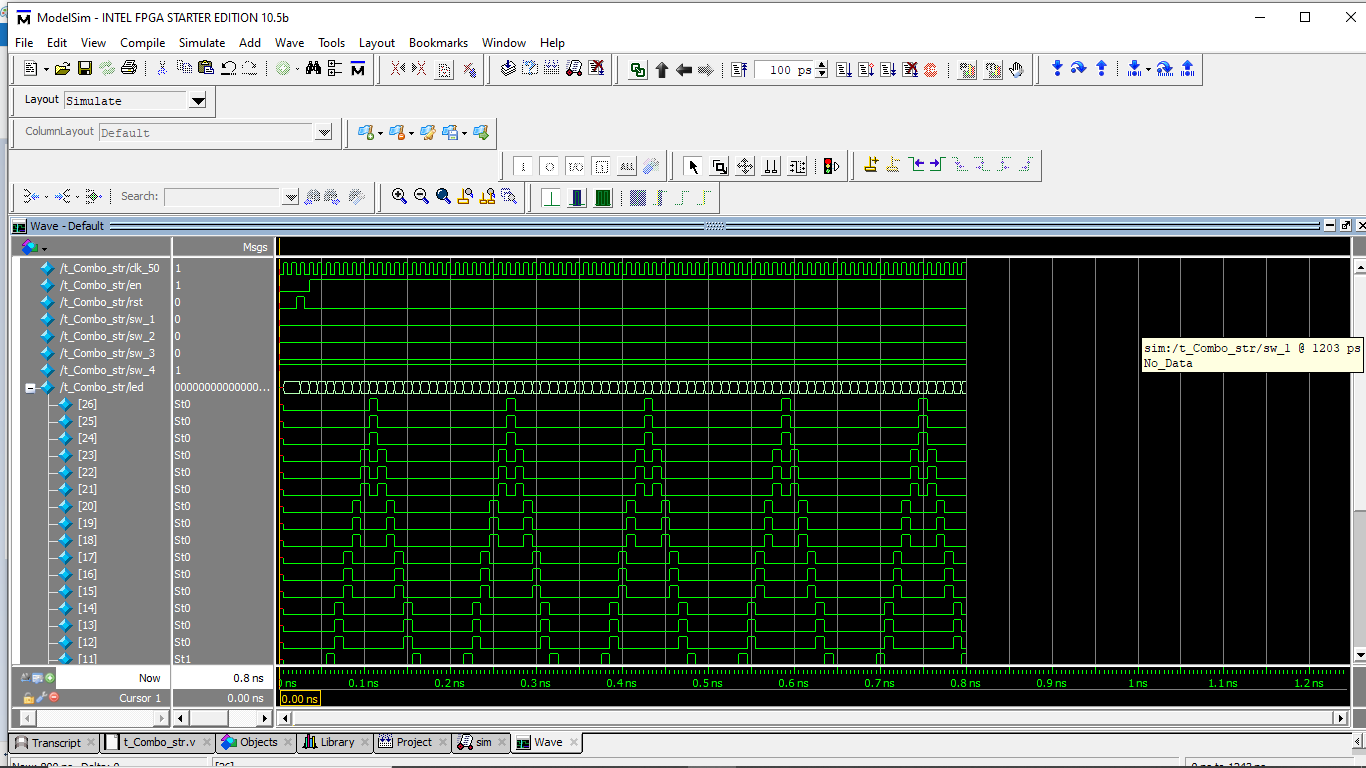 ModelSim - INTEL FPGA STARTER EDITION 10.5b
File Edit View Compile Simulate Add Wave Tools Layout Bookmarks Window Help
100 ps
Layout Simulate
ColumnLayout Default
ALL
Search:
Wave - Default
Msgs
/t_Combo_str/clk_50 1
/t_Combo_str/en 1
/t_Combo_str/rst 0
/t_Combo_str/sw_1 0
/t_Combo_str/sw_2 0
/t_Combo_str/sw_3 0
/t_Combo_str/sw_4 1
/t_Combo_str/led 00000000000000...
[26] St0
[25] St0
[24] St0
[23] St0
[22] St0
[21] St0
[20] St0
[19] St0
[18] St0
[17] St0
[16] St0
[15] St0
[14] St0
[13] St0
[12] St0
[11] St1
sim:/t_Combo_str/sw_1 @ 1203 ps
No_Data
Now 0.8 ns
ns 0.1 ns 0.2 ns 0.3 ns 0.4 ns 0.5 ns 0.6 ns 0.7 ns 0.8 ns 0.9 ns 1 ns 1.1 ns 1.2 ns
Cursor 1 0.00 ns
0.00 ns
Transcript t_Combo_str.v Objects Library Project sim Wave